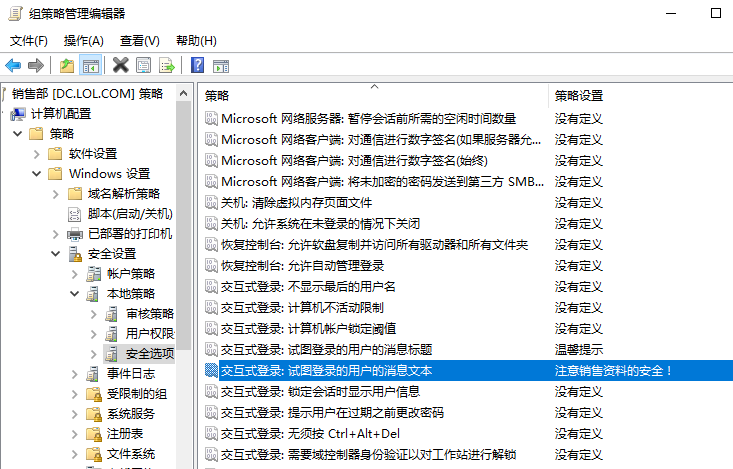 组策略管理编辑器
文件(F) 操作(A) 查看(V) 帮助(H)
销售部 [DC.LOL.COM] 策略
计算机配置
策略
软件设置
Windows 设置
域名解析策略
脚本(启动/关机)
已部署的打印机
安全设置
帐户策略
本地策略
审核策略
用户权限
安全选项
事件日志
受限制的组
系统服务
注册表
文件系统
策略 策略设置
Microsoft 网络服务器: 暂停会话前所需的空闲时间数量 没有定义
Microsoft 网络客户端: 对通信进行数字签名(如果服务器允... 没有定义
Microsoft 网络客户端: 对通信进行数字签名(始终) 没有定义
Microsoft 网络客户端: 将未加密的密码发送到第三方 SMB... 没有定义
关机: 清除虚拟内存页面文件 没有定义
关机: 允许系统在未登录的情况下关闭 没有定义
恢复控制台: 允许软盘复制并访问所有驱动器和所有文件夹 没有定义
恢复控制台: 允许自动管理登录 没有定义
交互式登录: 不显示最后的用户名 没有定义
交互式登录: 计算机不活动限制 没有定义
交互式登录: 计算机帐户锁定阈值 没有定义
交互式登录: 试图登录的用户的消息标题 温馨提示
交互式登录: 试图登录的用户的消息文本 注意销售资料的安全！
交互式登录: 锁定会话时显示用户信息 没有定义
交互式登录: 提示用户在过期之前更改密码 没有定义
交互式登录: 无须按 Ctrl+Alt+Del 没有定义
交互式登录: 需要域控制器身份验证以对工作站进行解锁 没有定义